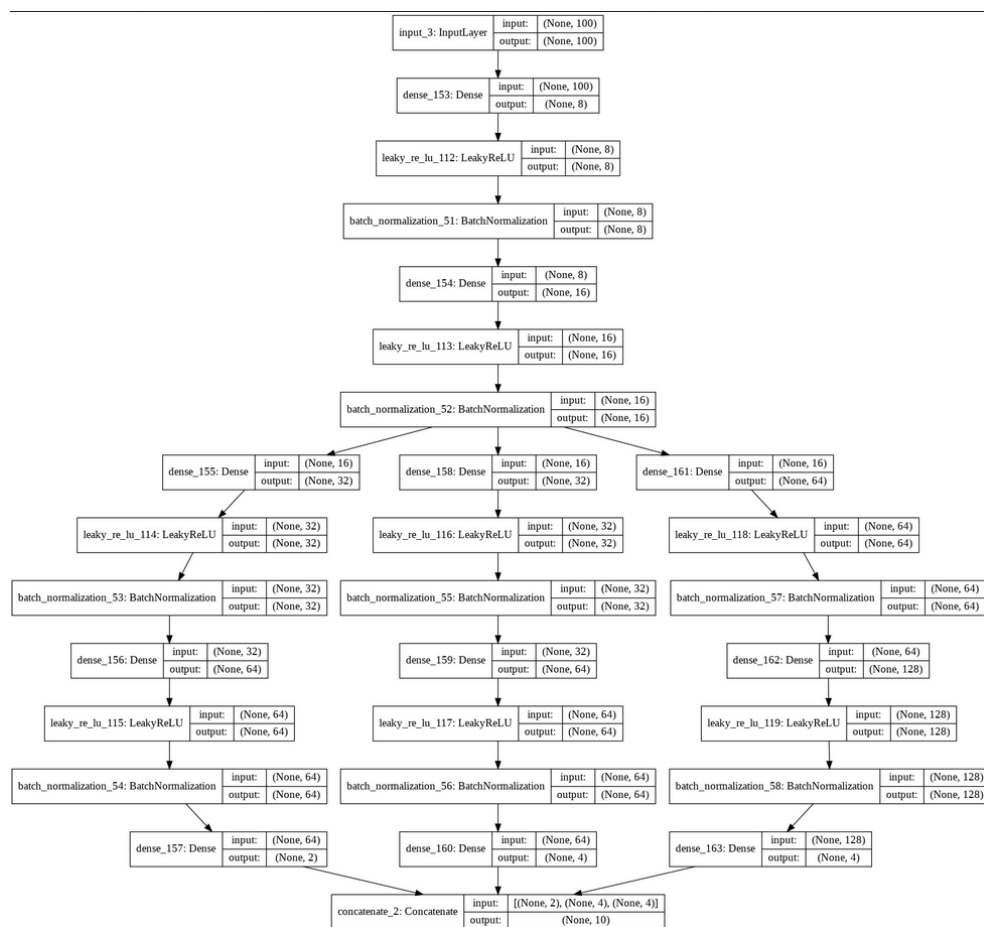 input_3: InputLayer input: (None, 100)
output: (None, 100)
dense_153: Dense input: (None, 100)
output: (None, 8)
leaky_re_lu_112: LeakyReLU input: (None, 8)
output: (None, 8)
batch_normalization_51: BatchNormalization input: (None, 8)
output: (None, 8)
dense_154: Dense input: (None, 8)
output: (None, 16)
leaky_re_lu_113: LeakyReLU input: (None, 16)
output: (None, 16)
batch_normalization_52: BatchNormalization input: (None, 16)
output: (None, 16)
dense_155: Dense input: (None, 16)
output: (None, 32)
dense_158: Dense input: (None, 16)
output: (None, 32)
dense_161: Dense input: (None, 16)
output: (None, 64)
leaky_re_lu_114: LeakyReLU input: (None, 32)
output: (None, 32)
leaky_re_lu_116: LeakyReLU input: (None, 32)
output: (None, 32)
leaky_re_lu_118: LeakyReLU input: (None, 64)
output: (None, 64)
batch_normalization_53: BatchNormalization input: (None, 32)
output: (None, 32)
batch_normalization_55: BatchNormalization input: (None, 32)
output: (None, 32)
batch_normalization_57: BatchNormalization input: (None, 64)
output: (None, 64)
dense_156: Dense input: (None, 32)
output: (None, 64)
dense_159: Dense input: (None, 32)
output: (None, 64)
dense_162: Dense input: (None, 64)
output: (None, 128)
leaky_re_lu_115: LeakyReLU input: (None, 64)
output: (None, 64)
leaky_re_lu_117: LeakyReLU input: (None, 64)
output: (None, 64)
leaky_re_lu_119: LeakyReLU input: (None, 128)
output: (None, 128)
batch_normalization_54: BatchNormalization input: (None, 64)
output: (None, 64)
batch_normalization_56: BatchNormalization input: (None, 64)
output: (None, 64)
batch_normalization_58: BatchNormalization input: (None, 128)
output: (None, 128)
dense_157: Dense input: (None, 64)
output: (None, 2)
dense_160: Dense input: (None, 64)
output: (None, 4)
dense_163: Dense input: (None, 128)
output: (None, 4)
concatenate_2: Concatenate input: [(None, 2), (None, 4), (None, 4)]
output: (None, 10)